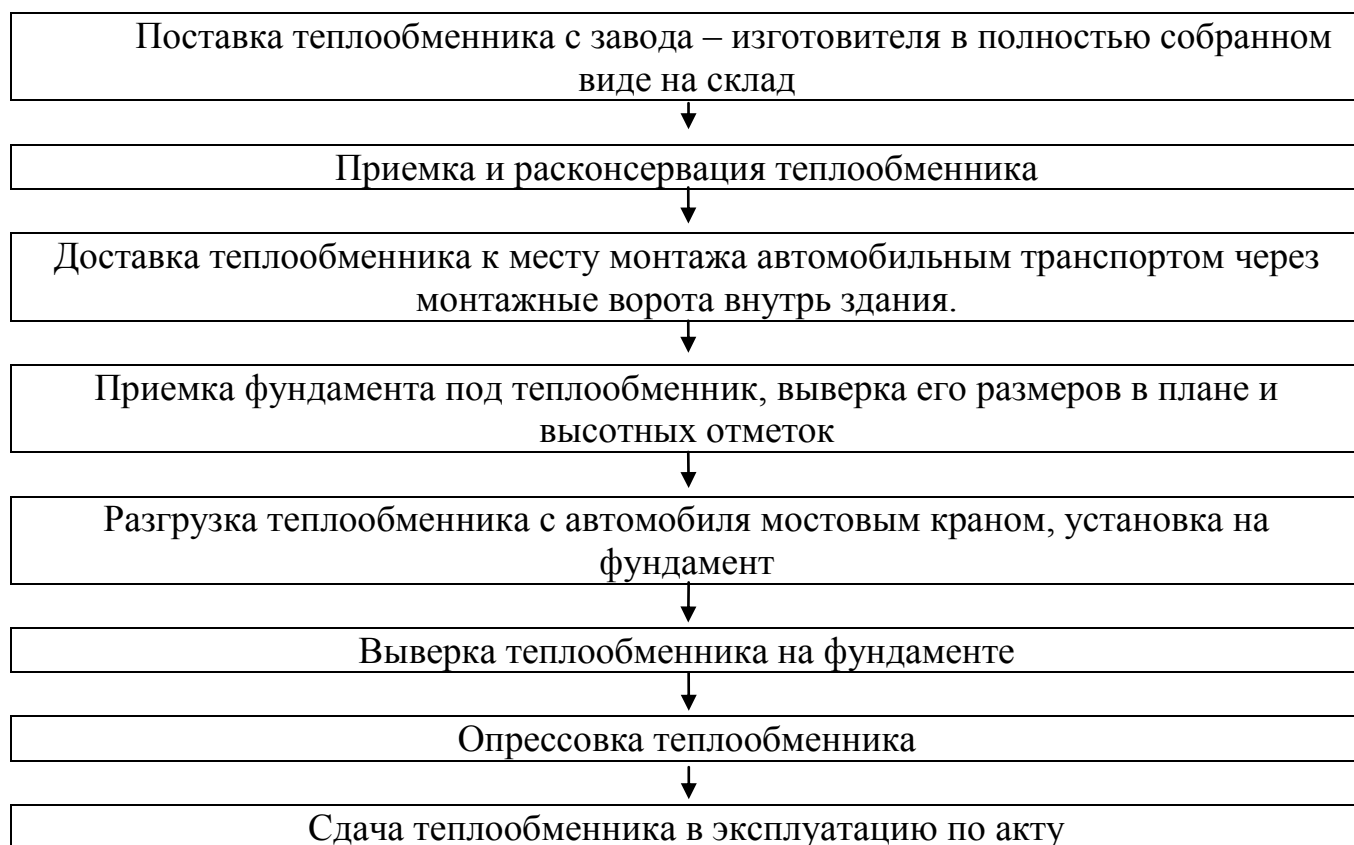 Поставка теплообменника с завода – изготовителя в полностью собранном
виде на склад
Приемка и расконсервация теплообменника
Доставка теплообменника к месту монтажа автомобильным транспортом через
монтажные ворота внутрь здания.
Приемка фундамента под теплообменник, выверка его размеров в плане и
высотных отметок
Разгрузка теплообменника с автомобиля мостовым краном, установка на
фундамент
Выверка теплообменника на фундаменте
Опрессовка теплообменника
Сдача теплообменника в эксплуатацию по акту